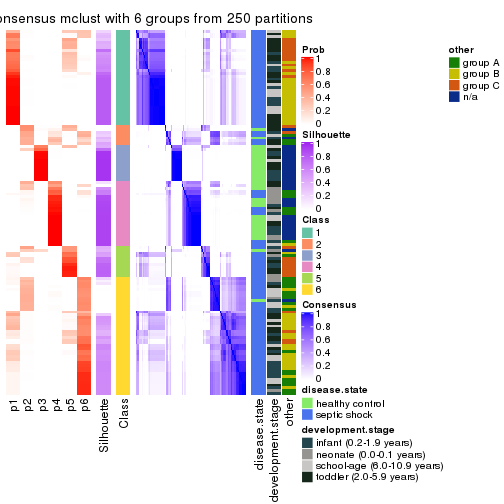 onsensus mclust with 6 groups from 250 partitions
Prob
1
0.8
0.6
0.4
0.2
0
Silhouette
1
0.8
0.6
0.4
0.2
0
Class
1
2
3
4
5
6
Consensus
1
0.8
0.6
0.4
0.2
0
disease.state
healthy control
septic shock
development.stage
infant (0.2-1.9 years)
neonate (0.0-0.1 years)
school-age (6.0-10.9 years)
toddler (2.0-5.9 years)
other
group A
group B
group C
n/a
p1
p2
p3
p4
p5
p6
Silhouette
Class
disease.state
development.stage
other